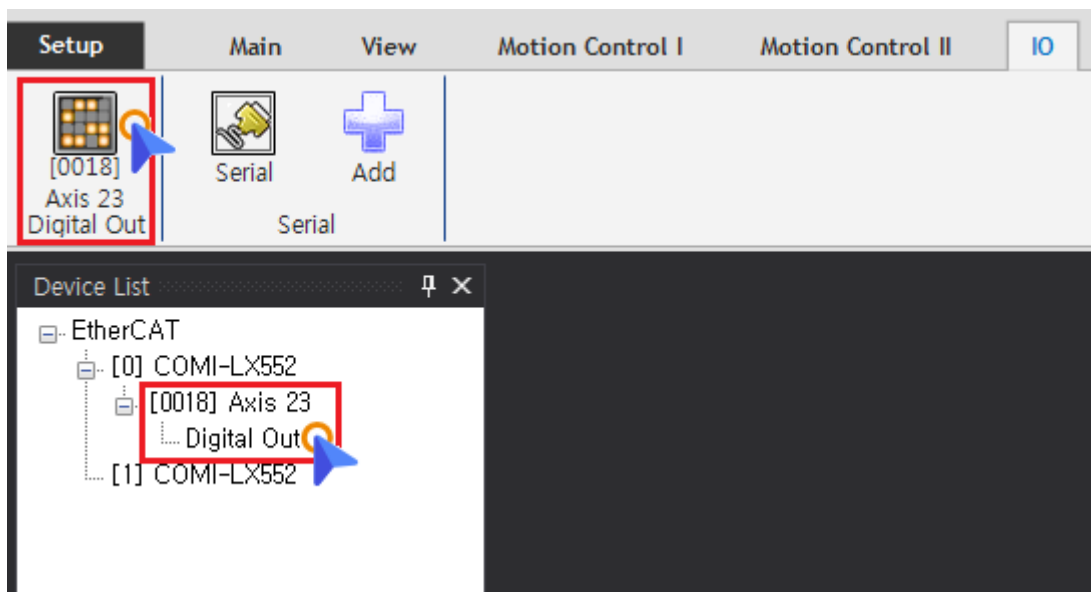 Setup
Main
View
Motion Control I
Motion Control II
IO
[0018]
Axis 23
Digital Out
Serial
Add
Serial
Device List
EtherCAT
[0] COMI-LX552
[0018] Axis 23
Digital Out
[1] COMI-LX552